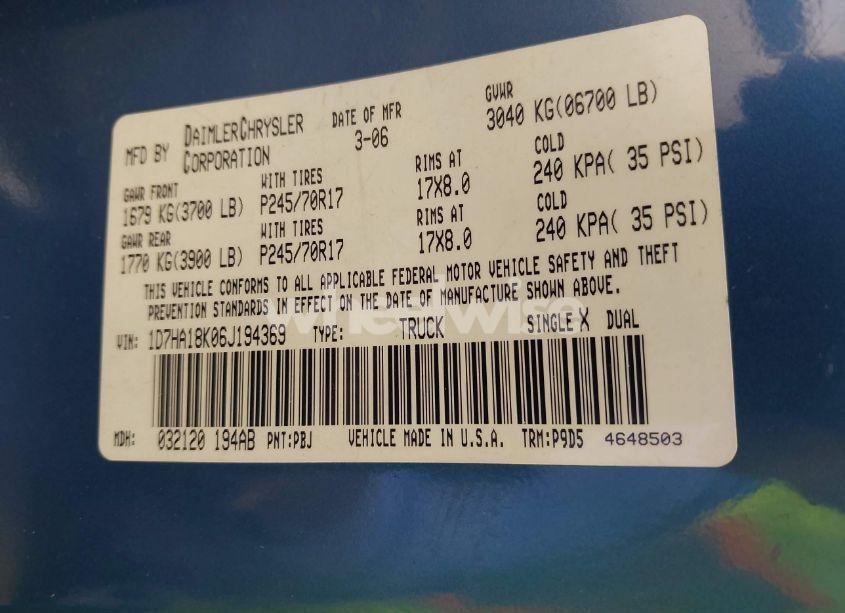 MFD BY DAIMLERCHRYSLER CORPORATION DATE OF MFR 3-06 GVWR 3040 KG(06700 LB)
GAWR FRONT WITH TIRES RIMS AT COLD
1679 KG(3700 LB) P245/70R17 17X8.0 240 KPA( 35 PSI)
GAWR REAR WITH TIRES RIMS AT COLD
1770 KG(3900 LB) P245/70R17 17X8.0 240 KPA( 35 PSI)
THIS VEHICLE CONFORMS TO ALL APPLICABLE FEDERAL MOTOR VEHICLE SAFETY AND THEFT
PREVENTION STANDARDS IN EFFECT ON THE DATE OF MANUFACTURE SHOWN ABOVE.
wheelwise
VIN: 1D7HA18K06J194369 TYPE: TRUCK SINGLE X DUAL
MDH: 032120 194AB PNT:PBJ VEHICLE MADE IN U.S.A. TRM:P9D5 4648503